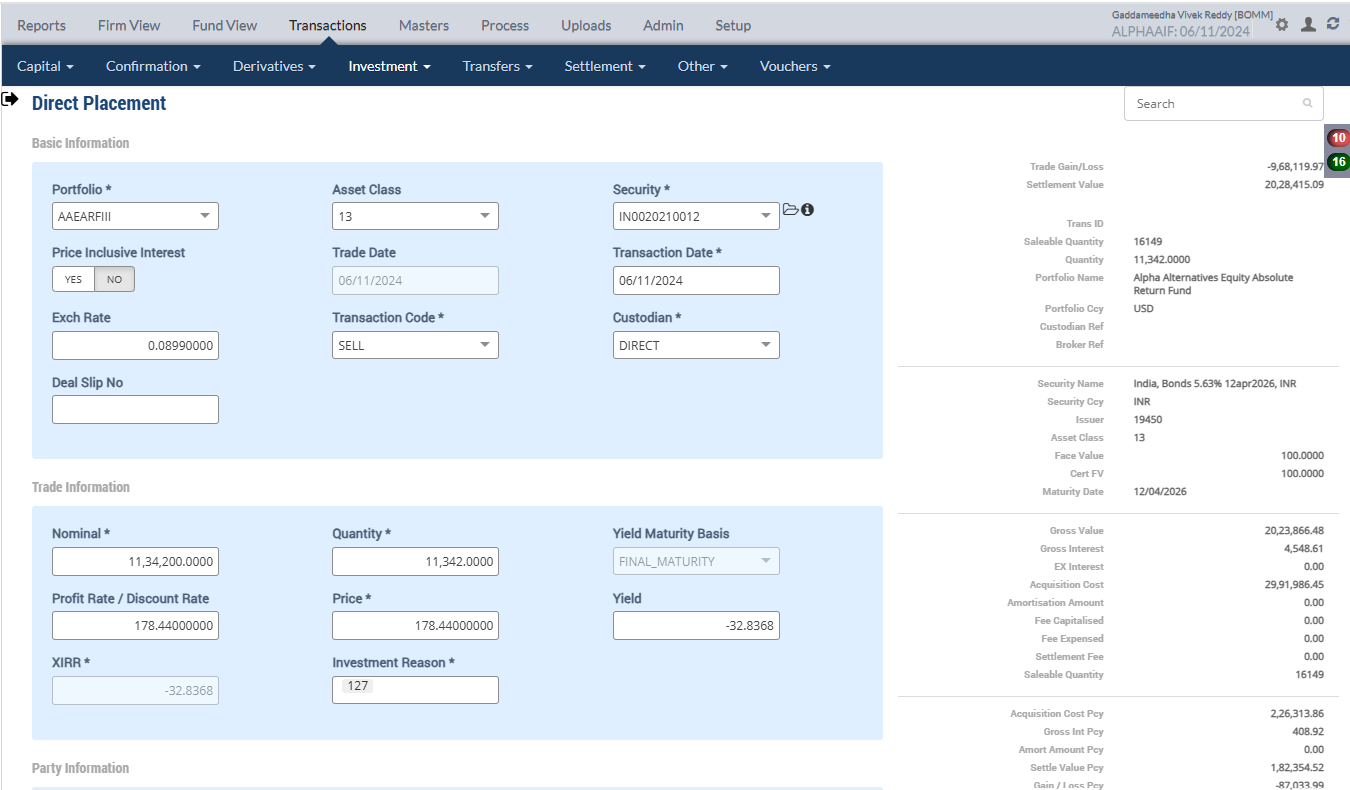 Reports Firm View Fund View Transactions Masters Process Uploads Admin Setup
Gaddameedha Vivek Reddy [BOMM]
ALPHAAIF: 06/11/2024
Capital Confirmation Derivatives Investment Transfers Settlement Other Vouchers
Direct Placement
Search
10
16
Basic Information
Portfolio * Asset Class Security *
AAEARFIII 13 IN0020210012
Price Inclusive Interest Trade Date Transaction Date *
YES NO 06/11/2024 06/11/2024
Exch Rate Transaction Code * Custodian *
0.08990000 SELL DIRECT
Deal Slip No
Trade Information
Nominal * Quantity * Yield Maturity Basis
11,34,200.0000 11,342.0000 FINAL_MATURITY
Profit Rate / Discount Rate Price * Yield
178.44000000 178.44000000 -32.8368
XIRR * Investment Reason *
-32.8368 127
Party Information
Trade Gain/Loss -9,68,119.97
Settlement Value 20,28,415.09
Trans ID
Saleable Quantity 16149
Quantity 11,342.0000
Portfolio Name Alpha Alternatives Equity Absolute
Return Fund
Portfolio Ccy USD
Custodian Ref
Broker Ref
Security Name India, Bonds 5.63% 12apr2026, INR
Security Ccy INR
Issuer 19450
Asset Class 13
Face Value 100.0000
Cert FV 100.0000
Maturity Date 12/04/2026
Gross Value 20,23,866.48
Gross Interest 4,548.61
EX Interest 0.00
Acquisition Cost 29,91,986.45
Amortisation Amount 0.00
Fee Capitalised 0.00
Fee Expensed 0.00
Settlement Fee 0.00
Saleable Quantity 16149
Acquisition Cost Pcy 2,26,313.86
Gross Int Pcy 408.92
Amort Amount Pcy 0.00
Settle Value Pcy 1,82,354.52
Gain / Loss Pcy -87,033.99